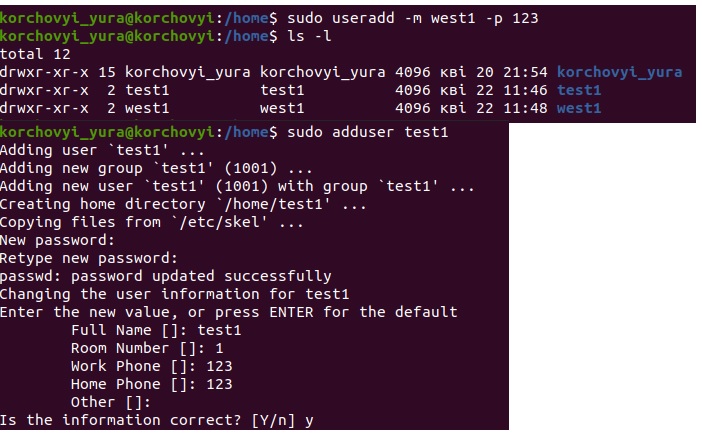 korchovyi_yura@korchovyi:/home$ sudo useradd -m west1 -p 123
korchovyi_yura@korchovyi:/home$ ls -l
total 12
drwxr-xr-x 15 korchovyi_yura korchovyi_yura 4096 кві 20 21:54 korchovyi_yura
drwxr-xr-x  2 test1          test1          4096 кві 22 11:46 test1
drwxr-xr-x  2 west1          west1          4096 кві 22 11:48 west1
korchovyi_yura@korchovyi:/home$ sudo adduser test1
Adding user `test1' ...
Adding new group `test1' (1001) ...
Adding new user `test1' (1001) with group `test1' ...
Creating home directory `/home/test1' ...
Copying files from `/etc/skel' ...
New password:
Retype new password:
passwd: password updated successfully
Changing the user information for test1
Enter the new value, or press ENTER for the default
        Full Name []: test1
        Room Number []: 1
        Work Phone []: 123
        Home Phone []: 123
        Other []:
Is the information correct? [Y/n] y